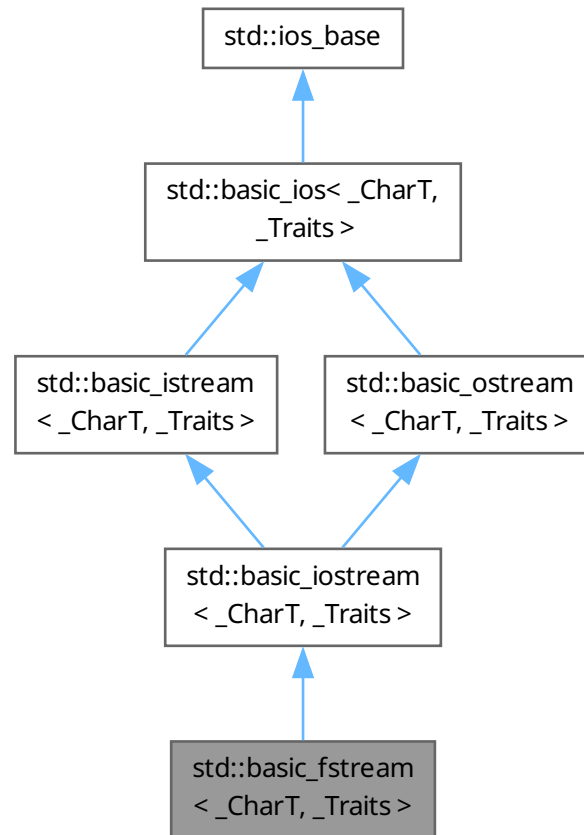 std::ios_base
std::basic_ios< _CharT,
_Traits >
std::basic_istream
< _CharT, _Traits >
std::basic_ostream
< _CharT, _Traits >
std::basic_iostream
< _CharT, _Traits >
std::basic_fstream
< _CharT, _Traits >